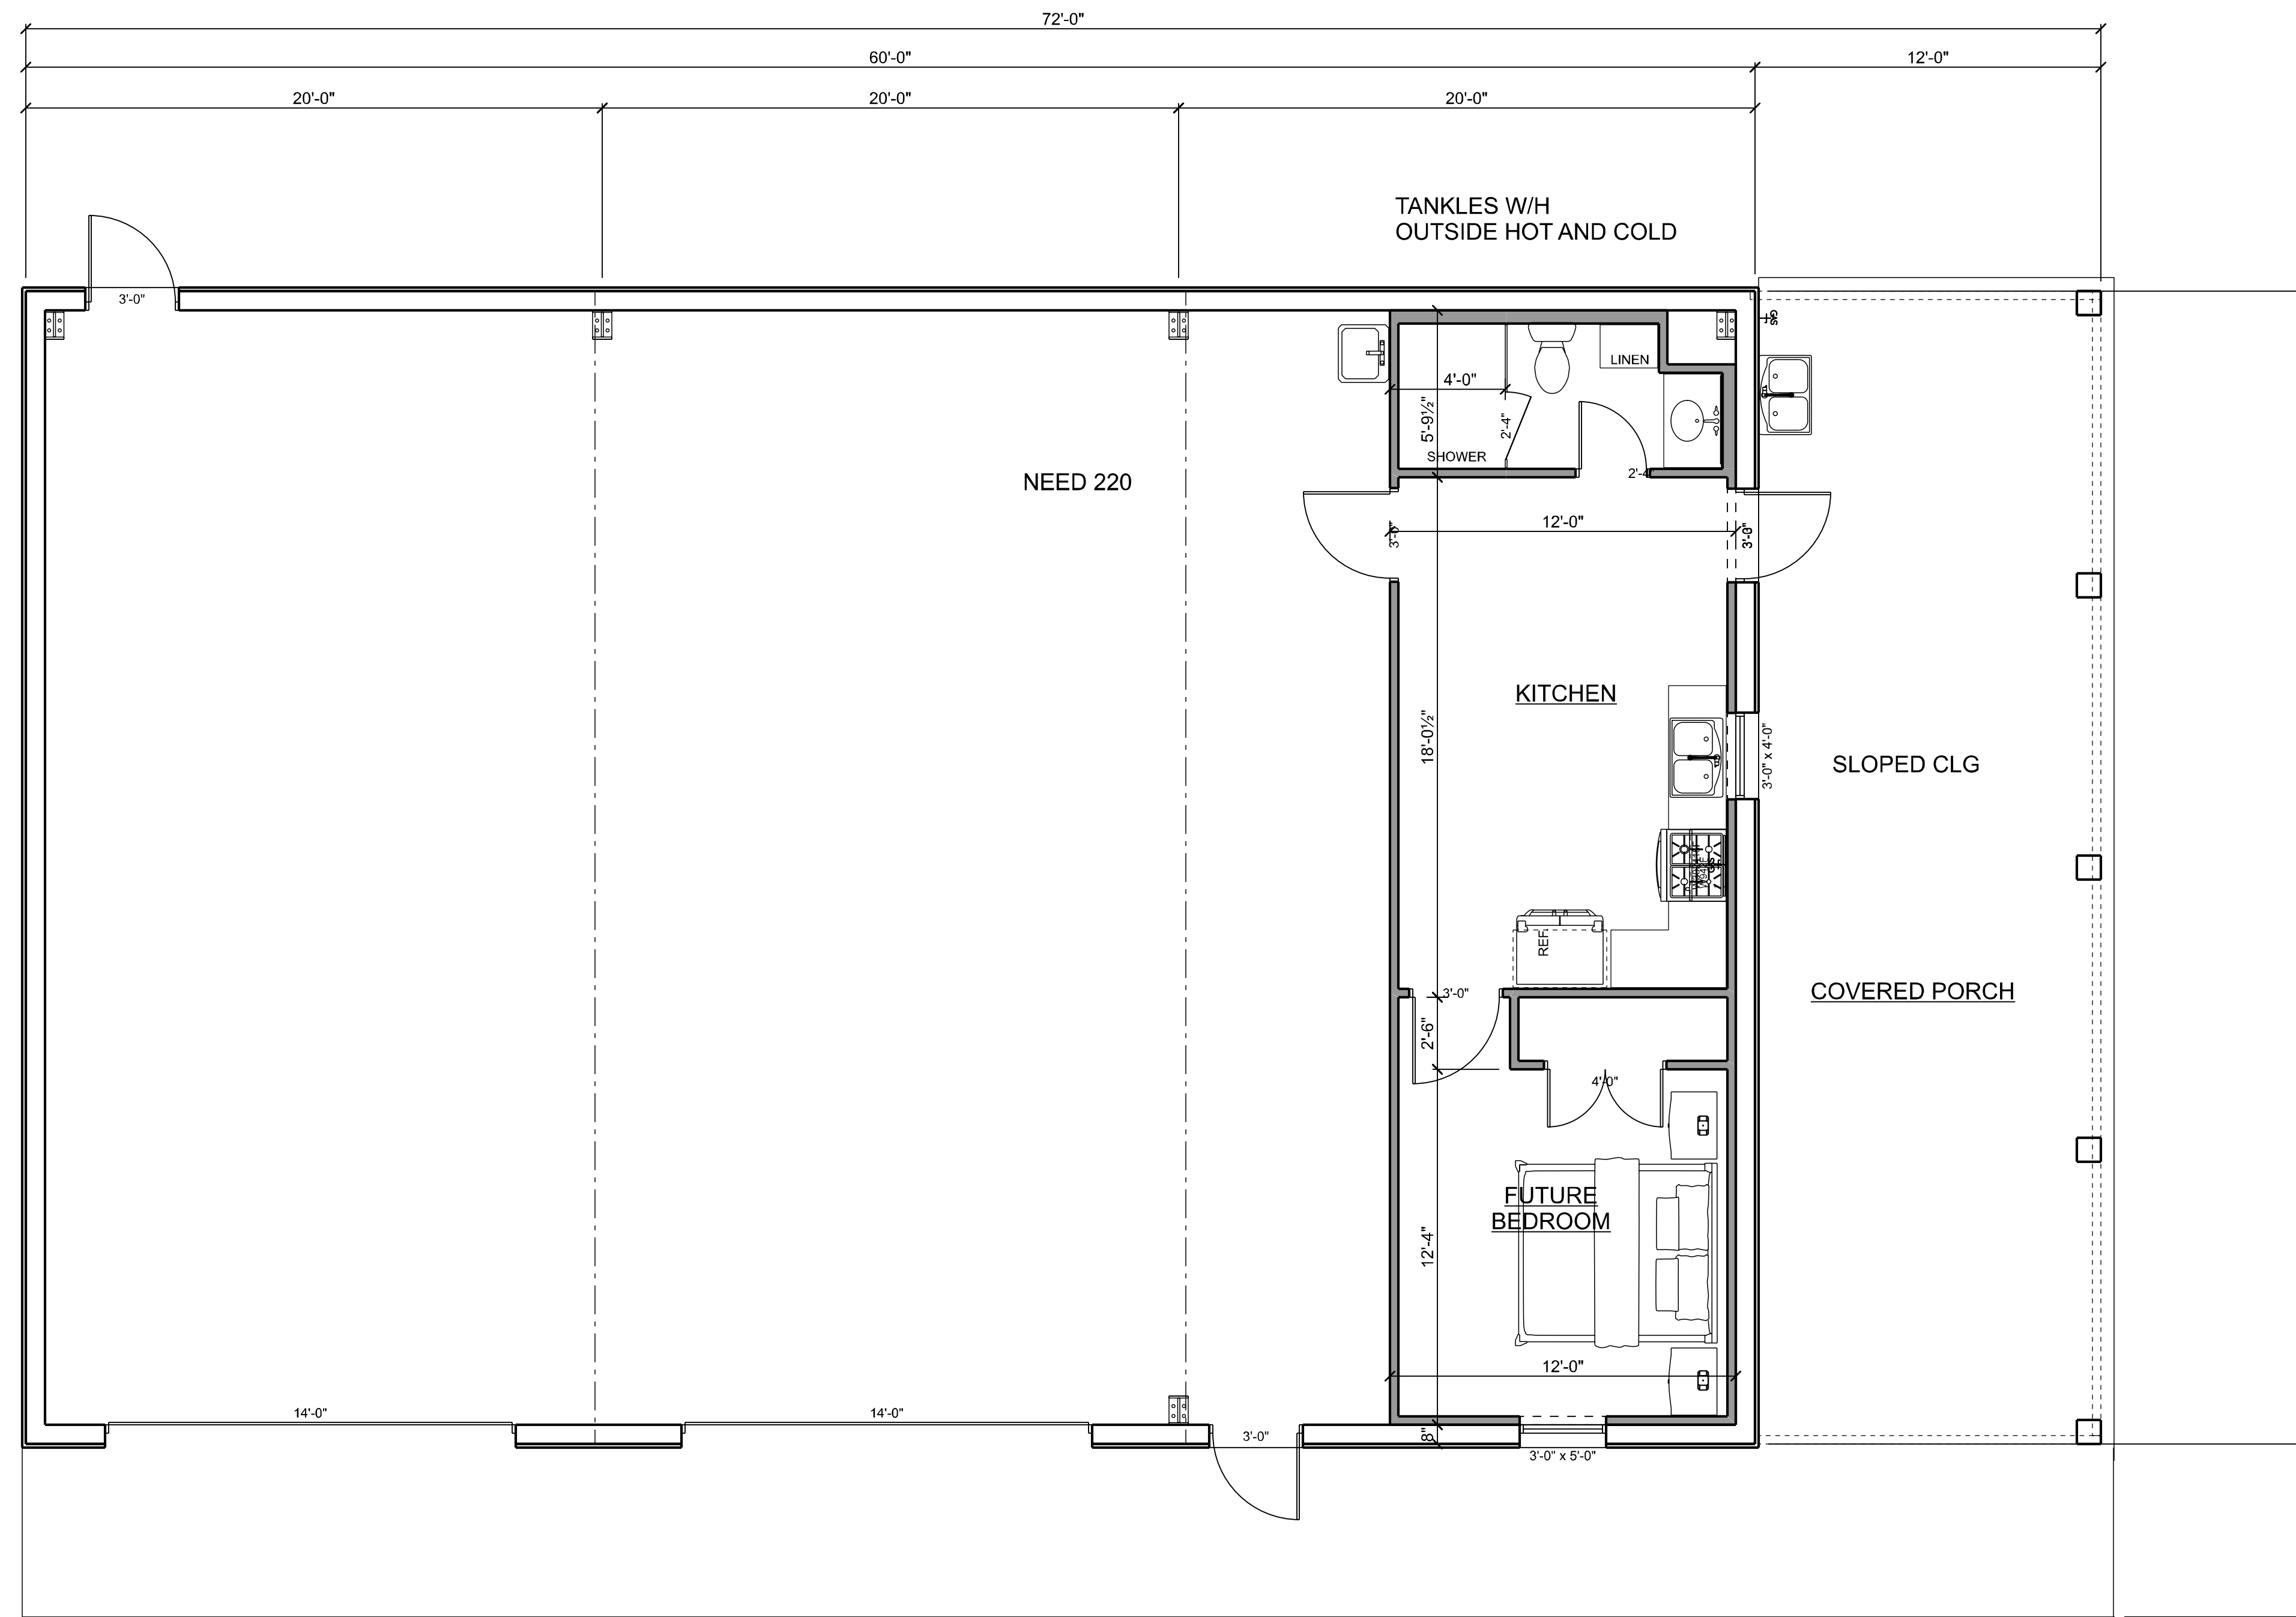 72'-0"
60'-0"
12'-0"
20'-0"
20'-0"
20'-0"
TANKLES W/H
OUTSIDE HOT AND COLD
3'-0"
GAS
LINEN
4'-0"
5'-9½"
2'-4"
SHOWER
2'-4"
NEED 220
12'-0"
3'-0"
3'-0"
KITCHEN
18'-0½"
3'-0" x 4'-0"
SLOPED CLG
GAS
REF.
3'-0"
COVERED PORCH
2'-6"
4'-0"
FUTURE
BEDROOM
12'-4"
12'-0"
14'-0"
14'-0"
3'-0"
8"
3'-0" x 5'-0"